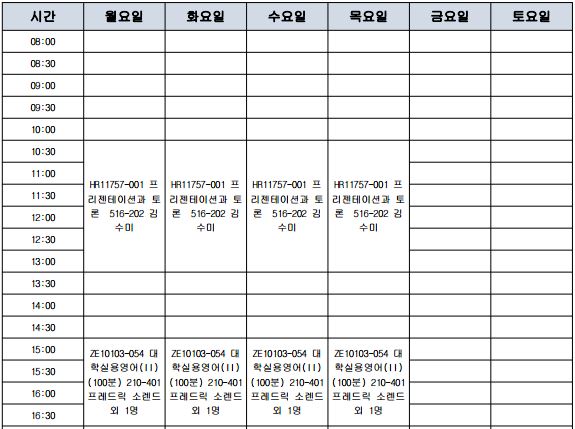 시간 월요일 화요일 수요일 목요일 금요일 토요일
08:00
08:30
09:00
09:30
10:00
10:30
11:00
HR11757-001 프 HR11757-001 프 HR11757-001 프 HR11757-001 프
11:30
리젠테이션과 토 리젠테이션과 토 리젠테이션과 토 리젠테이션과 토
론 516-202 김 론 516-202 김 론 516-202 김 론 516-202 김
12:00
수미 수미 수미 수미
12:30
13:00
13:30
14:00
14:30
15:00
ZE10103-054 대 ZE10103-054 대 ZE10103-054 대 ZE10103-054 대
학실용영어(II) 학실용영어(II) 학실용영어(II) 학실용영어(II)
15:30
(100분) 210-401 (100분) 210-401 (100분) 210-401 (100분) 210-401
16:00
프레드릭 소렌드 프레드릭 소렌드 프레드릭 소렌드 프레드릭 소렌드
외 1명 외 1명 외 1명 외 1명
16:30